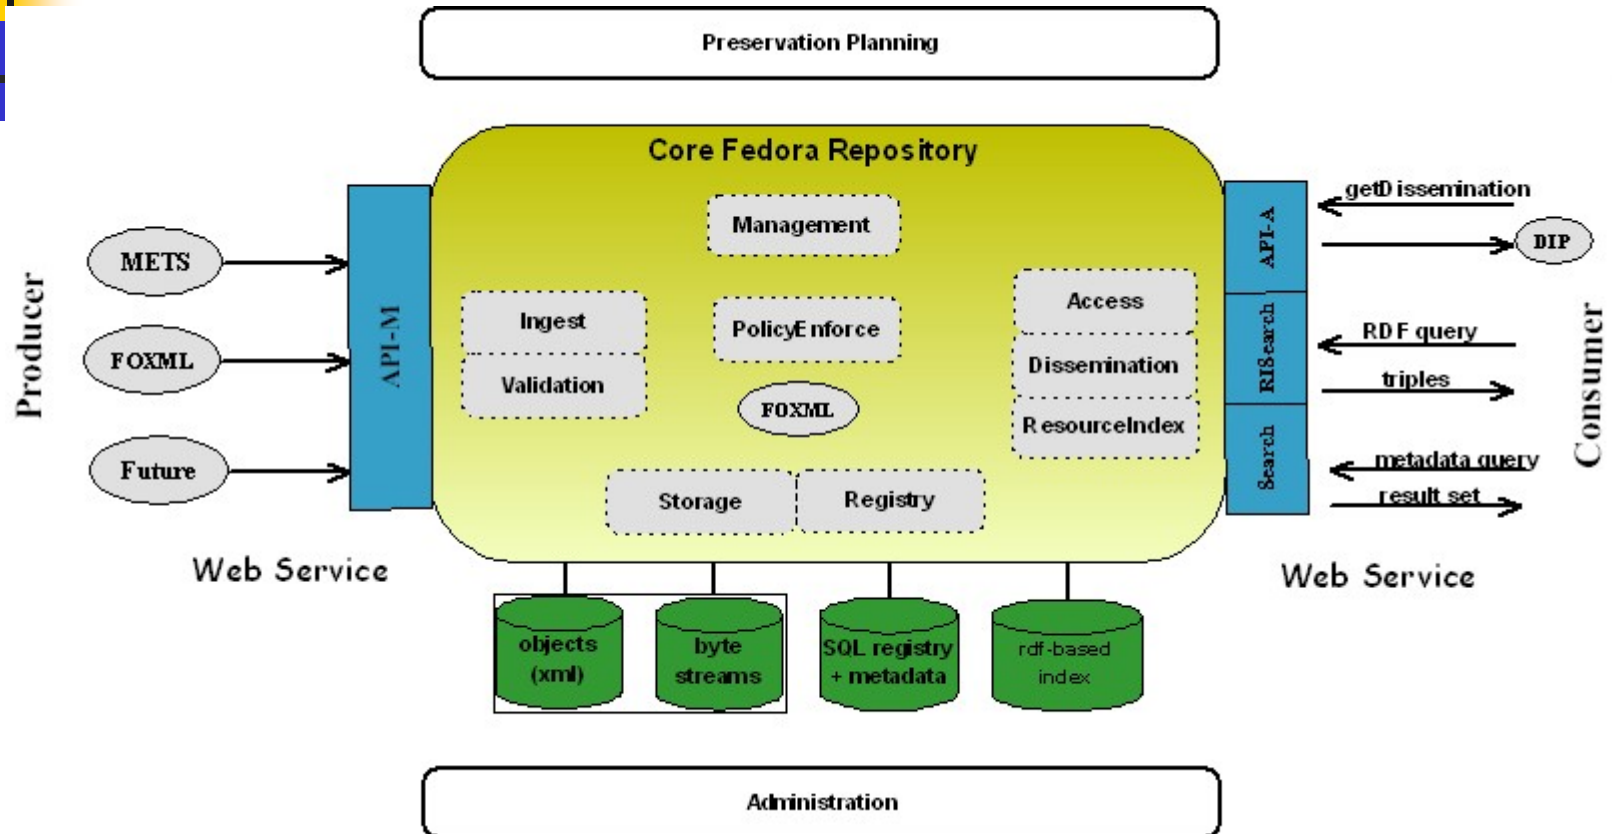 Preservation Planning
Core Fedora Repository
Producer
METS
FOXML
Future
API-M
Web Service
Management
Ingest
Validation
PolicyEnforce
FOXML
Access
Dissemination
ResourceIndex
Storage
Registry
API-A
RISearch
Search
getDissemination
DIP
RDF query
triples
metadata query
result set
Consumer
Web Service
objects
(xml)
byte
streams
SQL registry
+ metadata
rdf-based
index
Administration